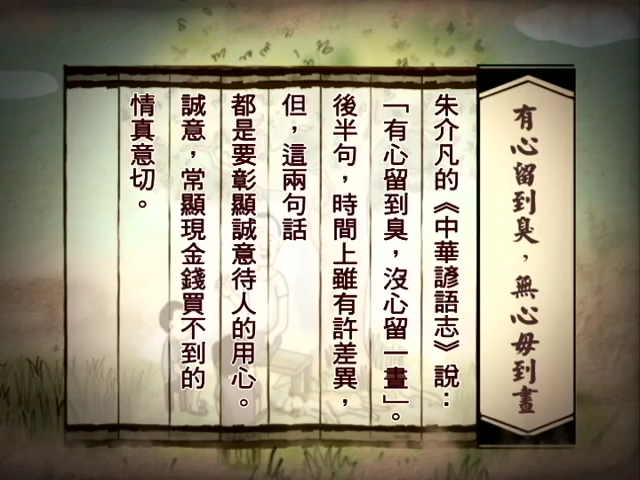 有心留到臭，無心毋到晝
朱介凡的《中華諺語志》說：
「有心留到臭，沒心留一晝」。
後半句，時間上雖有許差異，
但，這兩句話
都是要彰顯誠意待人的用心。
誠意，常顯現金錢買不到的
情真意切。